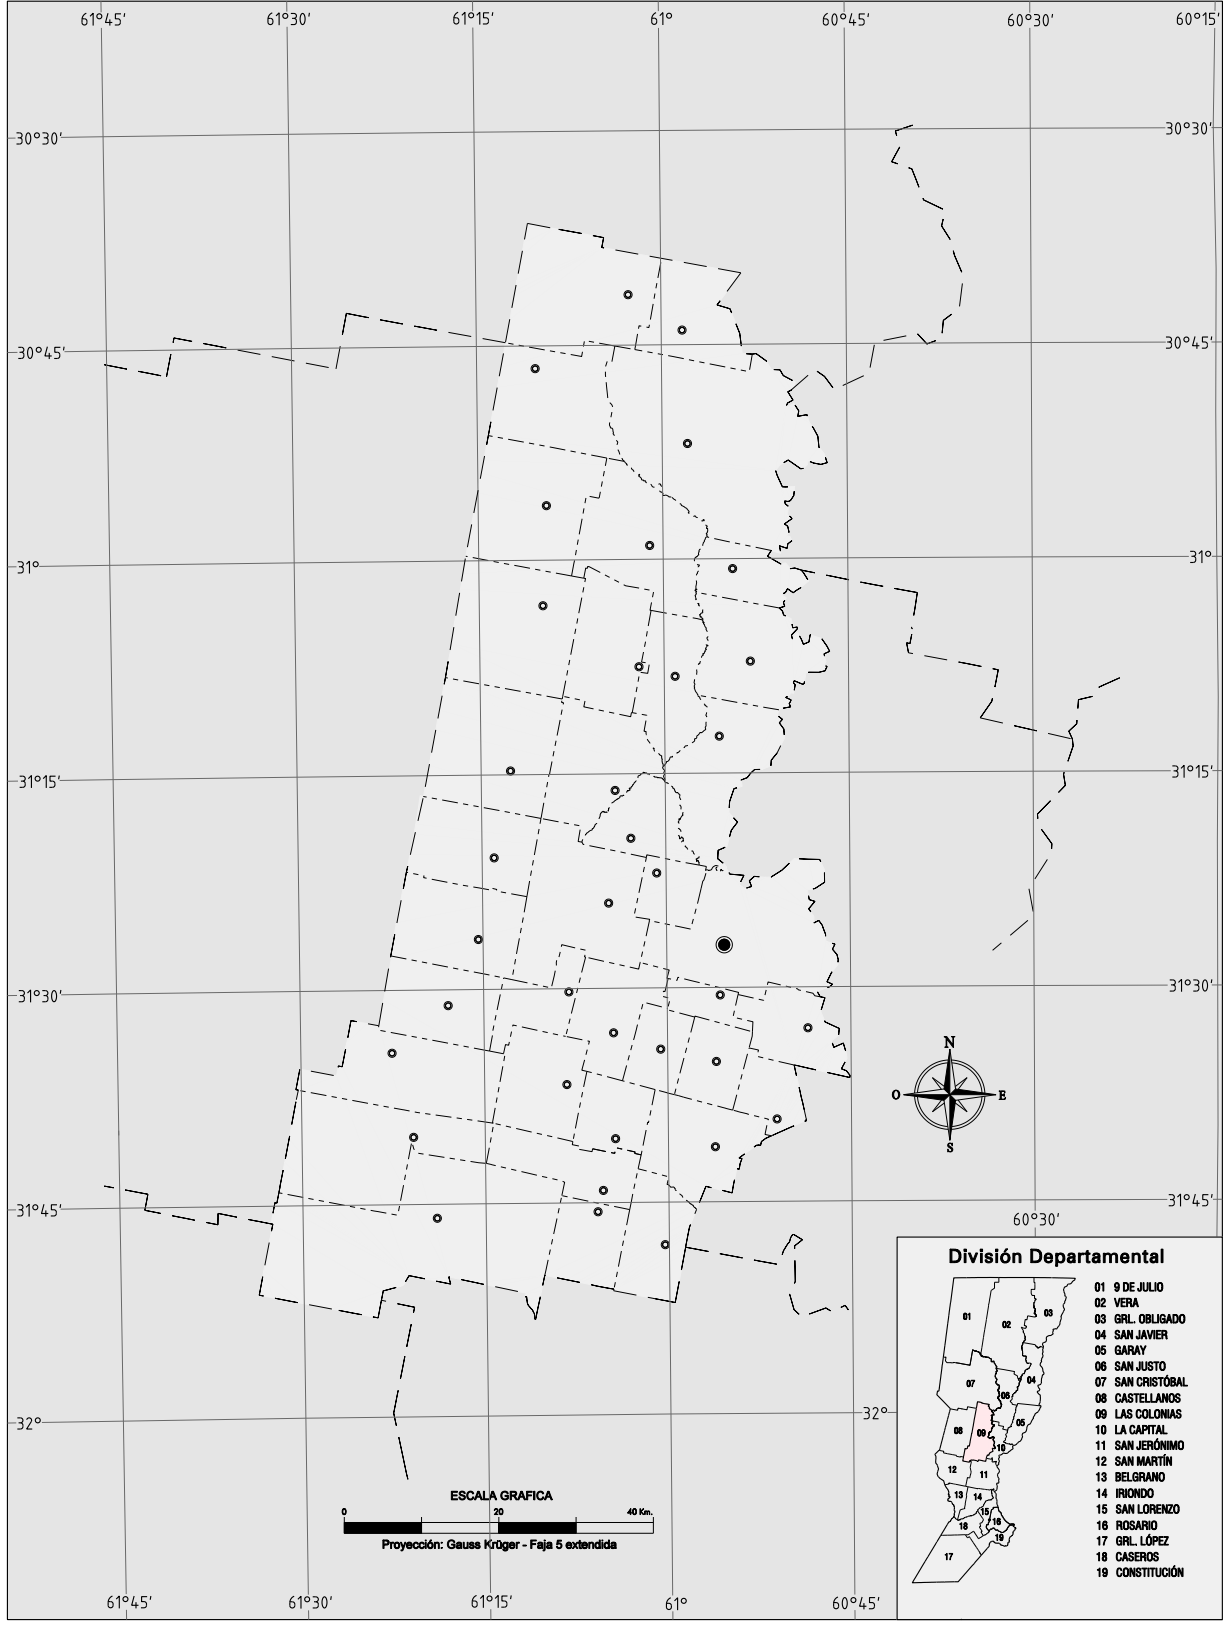 61°45' 61°30' 61°15' 61° 60°45' 60°30' 60°15'
30°30' 30°30'
30°45' 30°45'
31° 31°
31°15' 31°15'
31°30' 31°30'
N
O E
S
31°45' 31°45'
60°30'
32° 32°
ESCALA GRAFICA
0 20 40 Km.
Proyección: Gauss Krüger - Faja 5 extendida
61°45' 61°30' 61°15' 61° 60°45'
División Departamental
01 9 DE JULIO
02 VERA
03 GRL. OBLIGADO
04 SAN JAVIER
05 GARAY
06 SAN JUSTO
07 SAN CRISTÓBAL
08 CASTELLANOS
09 LAS COLONIAS
10 LA CAPITAL
11 SAN JERÓNIMO
12 SAN MARTÍN
13 BELGRANO
14 IRIONDO
15 SAN LORENZO
16 ROSARIO
17 GRL. LÓPEZ
18 CASEROS
19 CONSTITUCIÓN
01
02
03
04
07
06
05
08
09
10
12
11
13
14
15
16
18
19
17